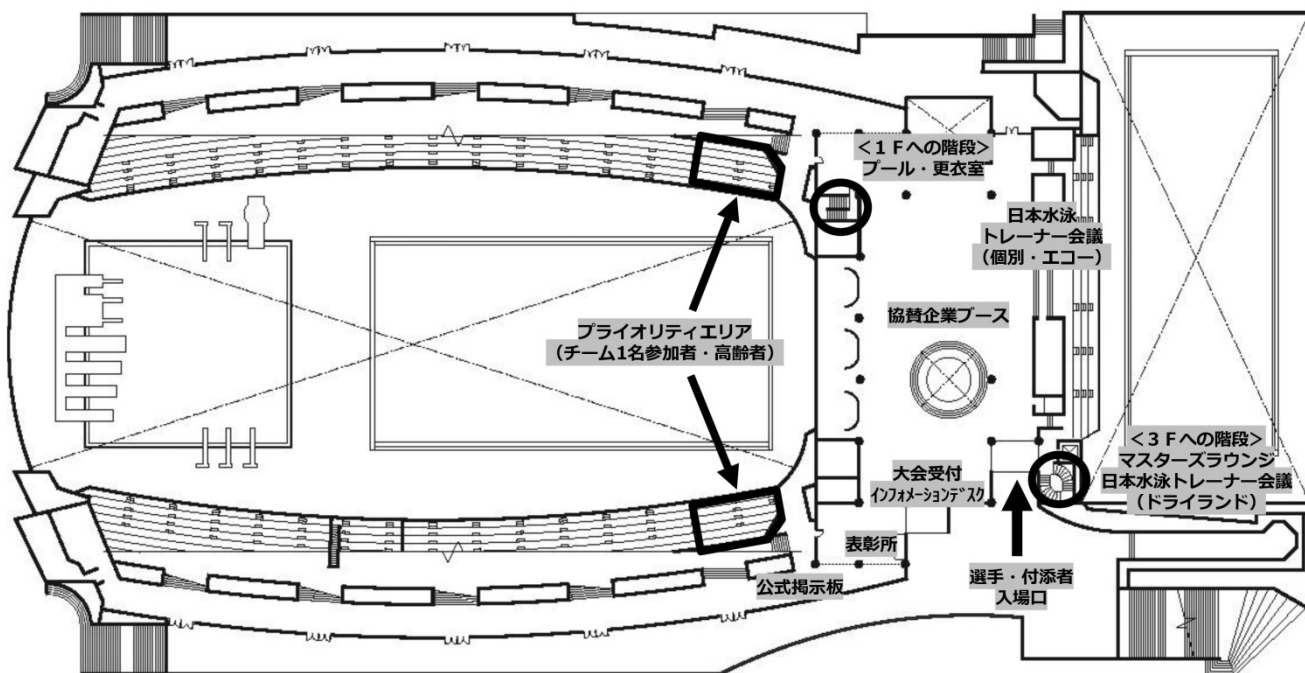 <１Ｆへの階段>
プール・更衣室
日本水泳
トレーナー会議
（個別・エコー）
協賛企業ブース
プライオリティエリア
（チーム1名参加者・高齢者）
<３Ｆへの階段>
マスターズラウンジ
日本水泳トレーナー会議
（ドライランド）
大会受付
ｲﾝﾌｫﾒｰｼｮﾝﾃﾞｽｸ
表彰所
公式掲示板
選手・付添者
入場口